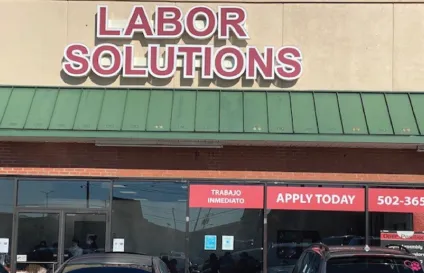 LABOR
SOLUTIONS
TRABAJO
INMEDIATO
APPLY TODAY
502-365